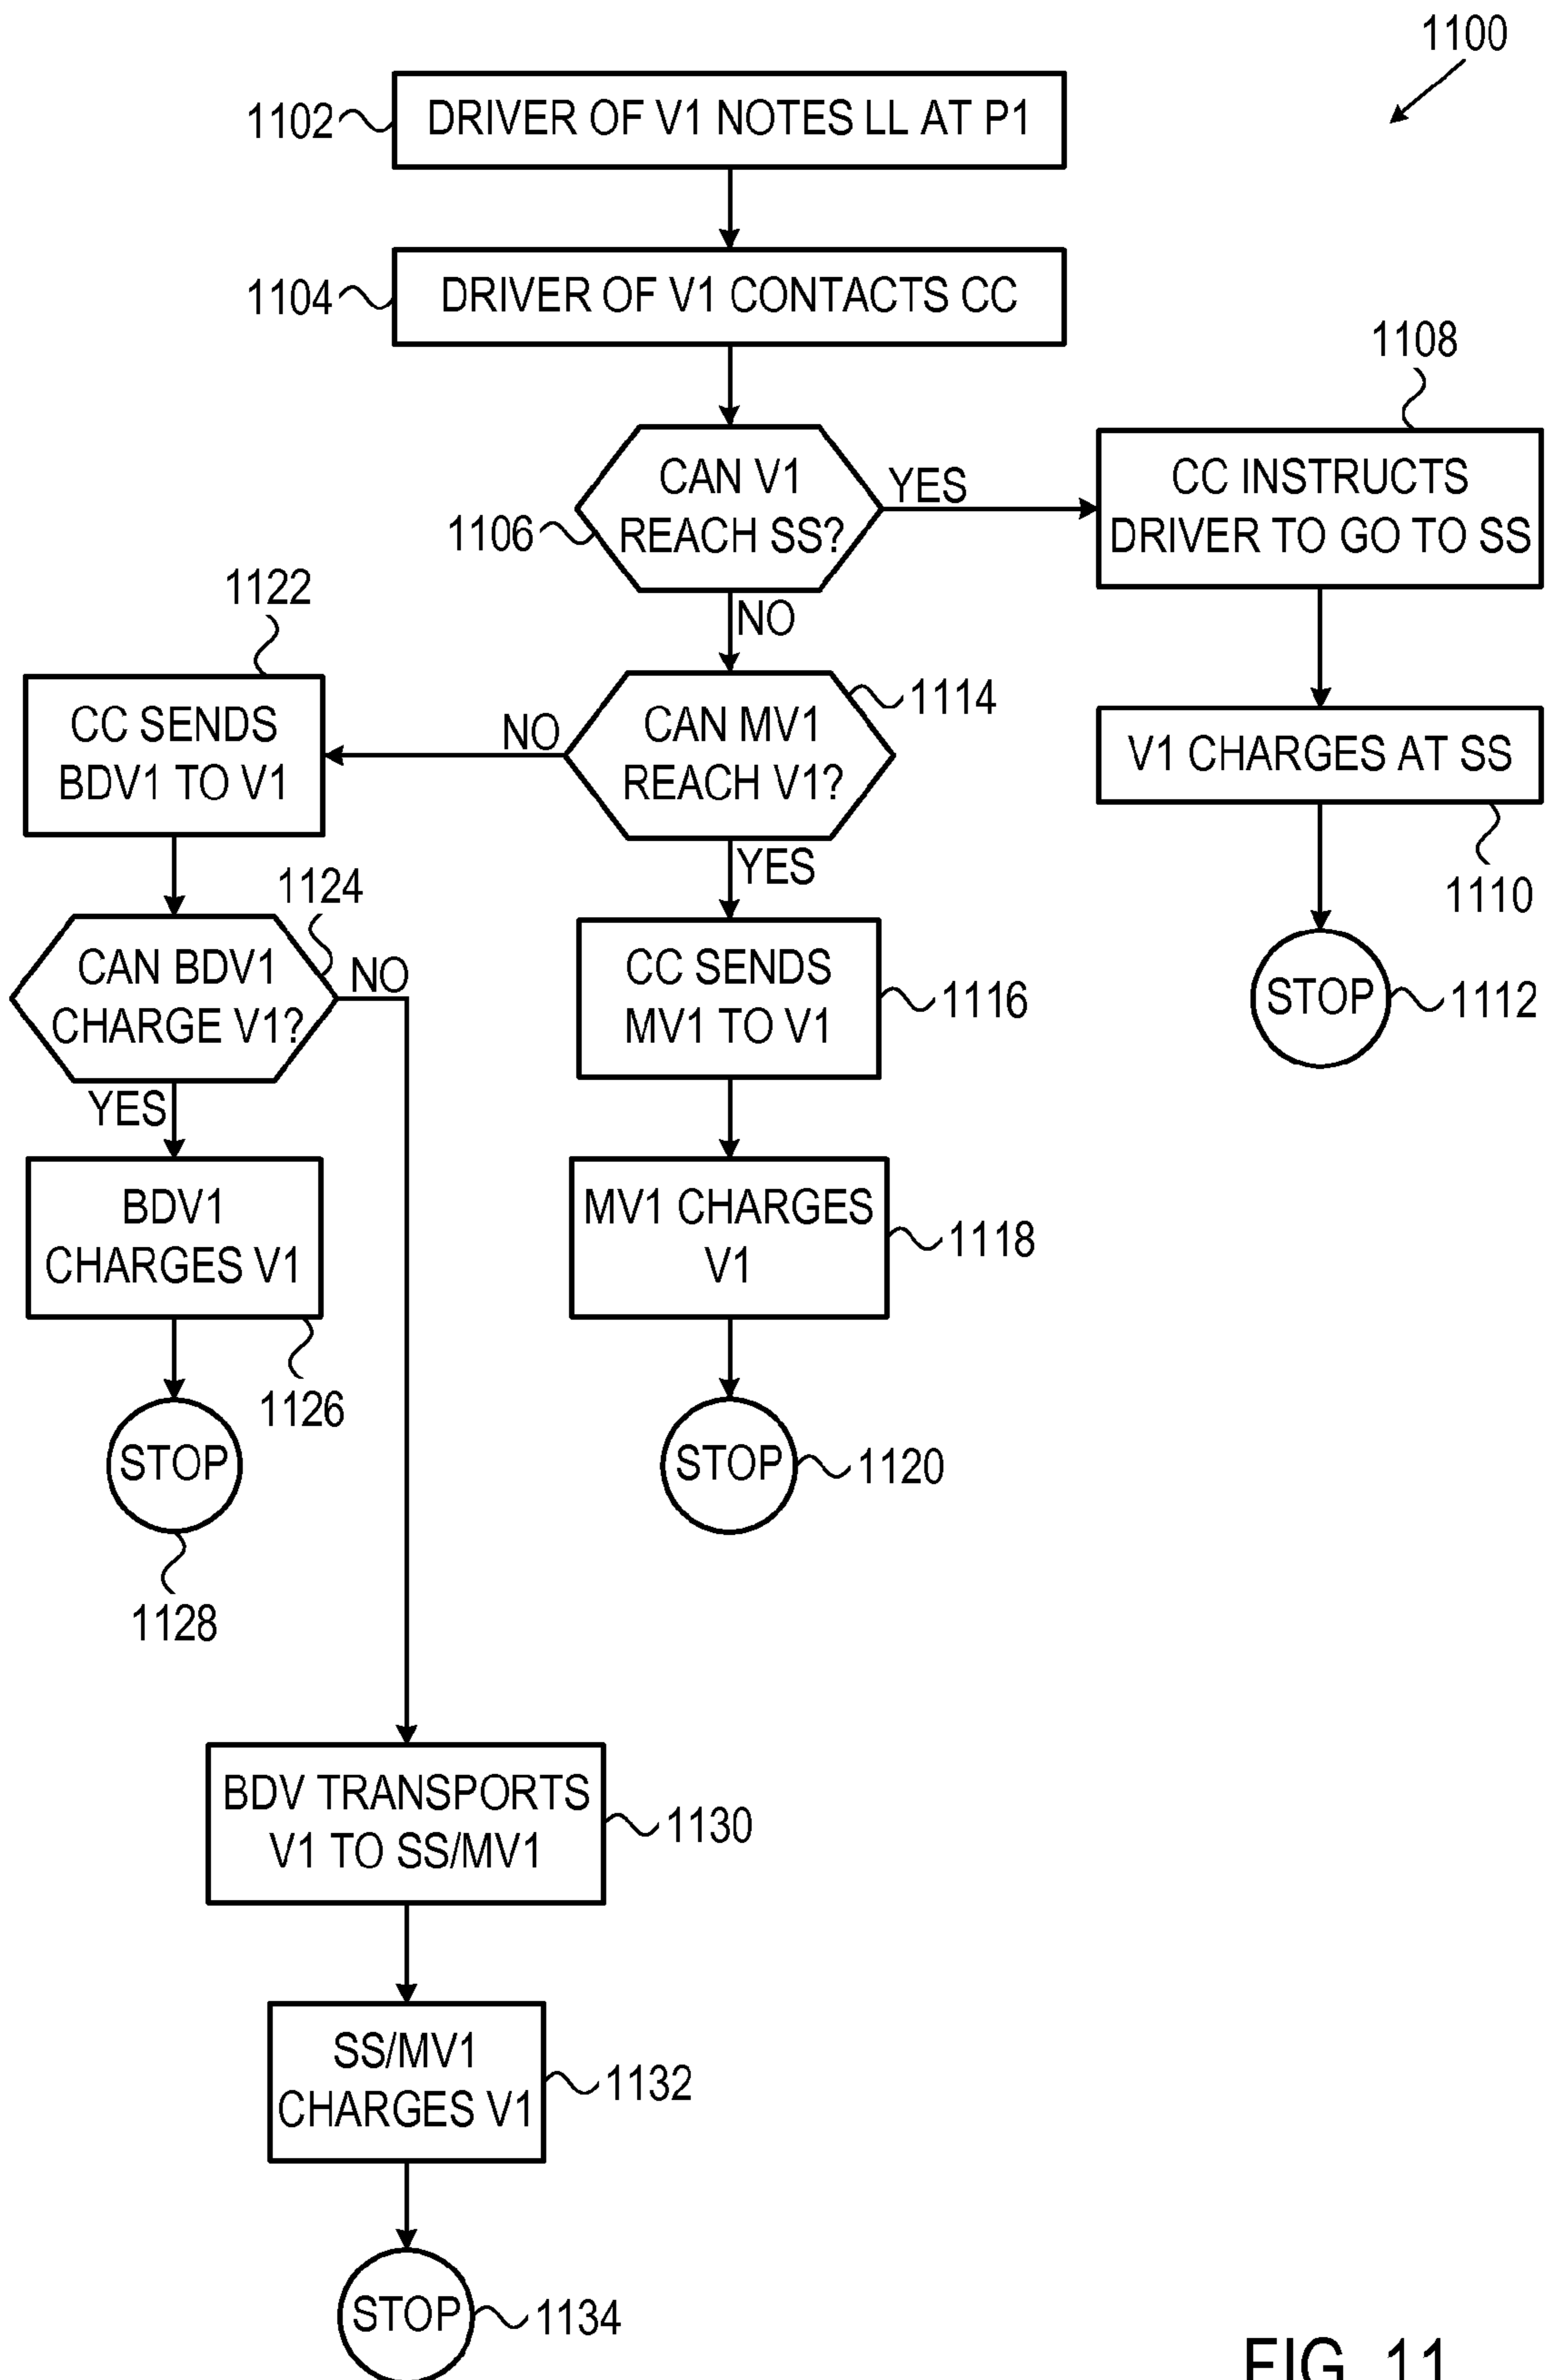 1100
1102
DRIVER OF V1 NOTES LL AT P1
1104
DRIVER OF V1 CONTACTS CC
1108
CAN V1
REACH SS?
YES
1106
CC INSTRUCTS
DRIVER TO GO TO SS
NO
1122
CC SENDS
BDV1 TO V1
NO
CAN MV1
REACH V1?
1114
V1 CHARGES AT SS
YES
1110
1124
CAN BDV1
CHARGE V1?
NO
CC SENDS
MV1 TO V1
1116
STOP
1112
YES
BDV1
CHARGES V1
MV1 CHARGES
V1
1118
1126
STOP
STOP
1120
1128
BDV TRANSPORTS
V1 TO SS/MV1
1130
SS/MV1
CHARGES V1
1132
STOP
1134
FIG. 11